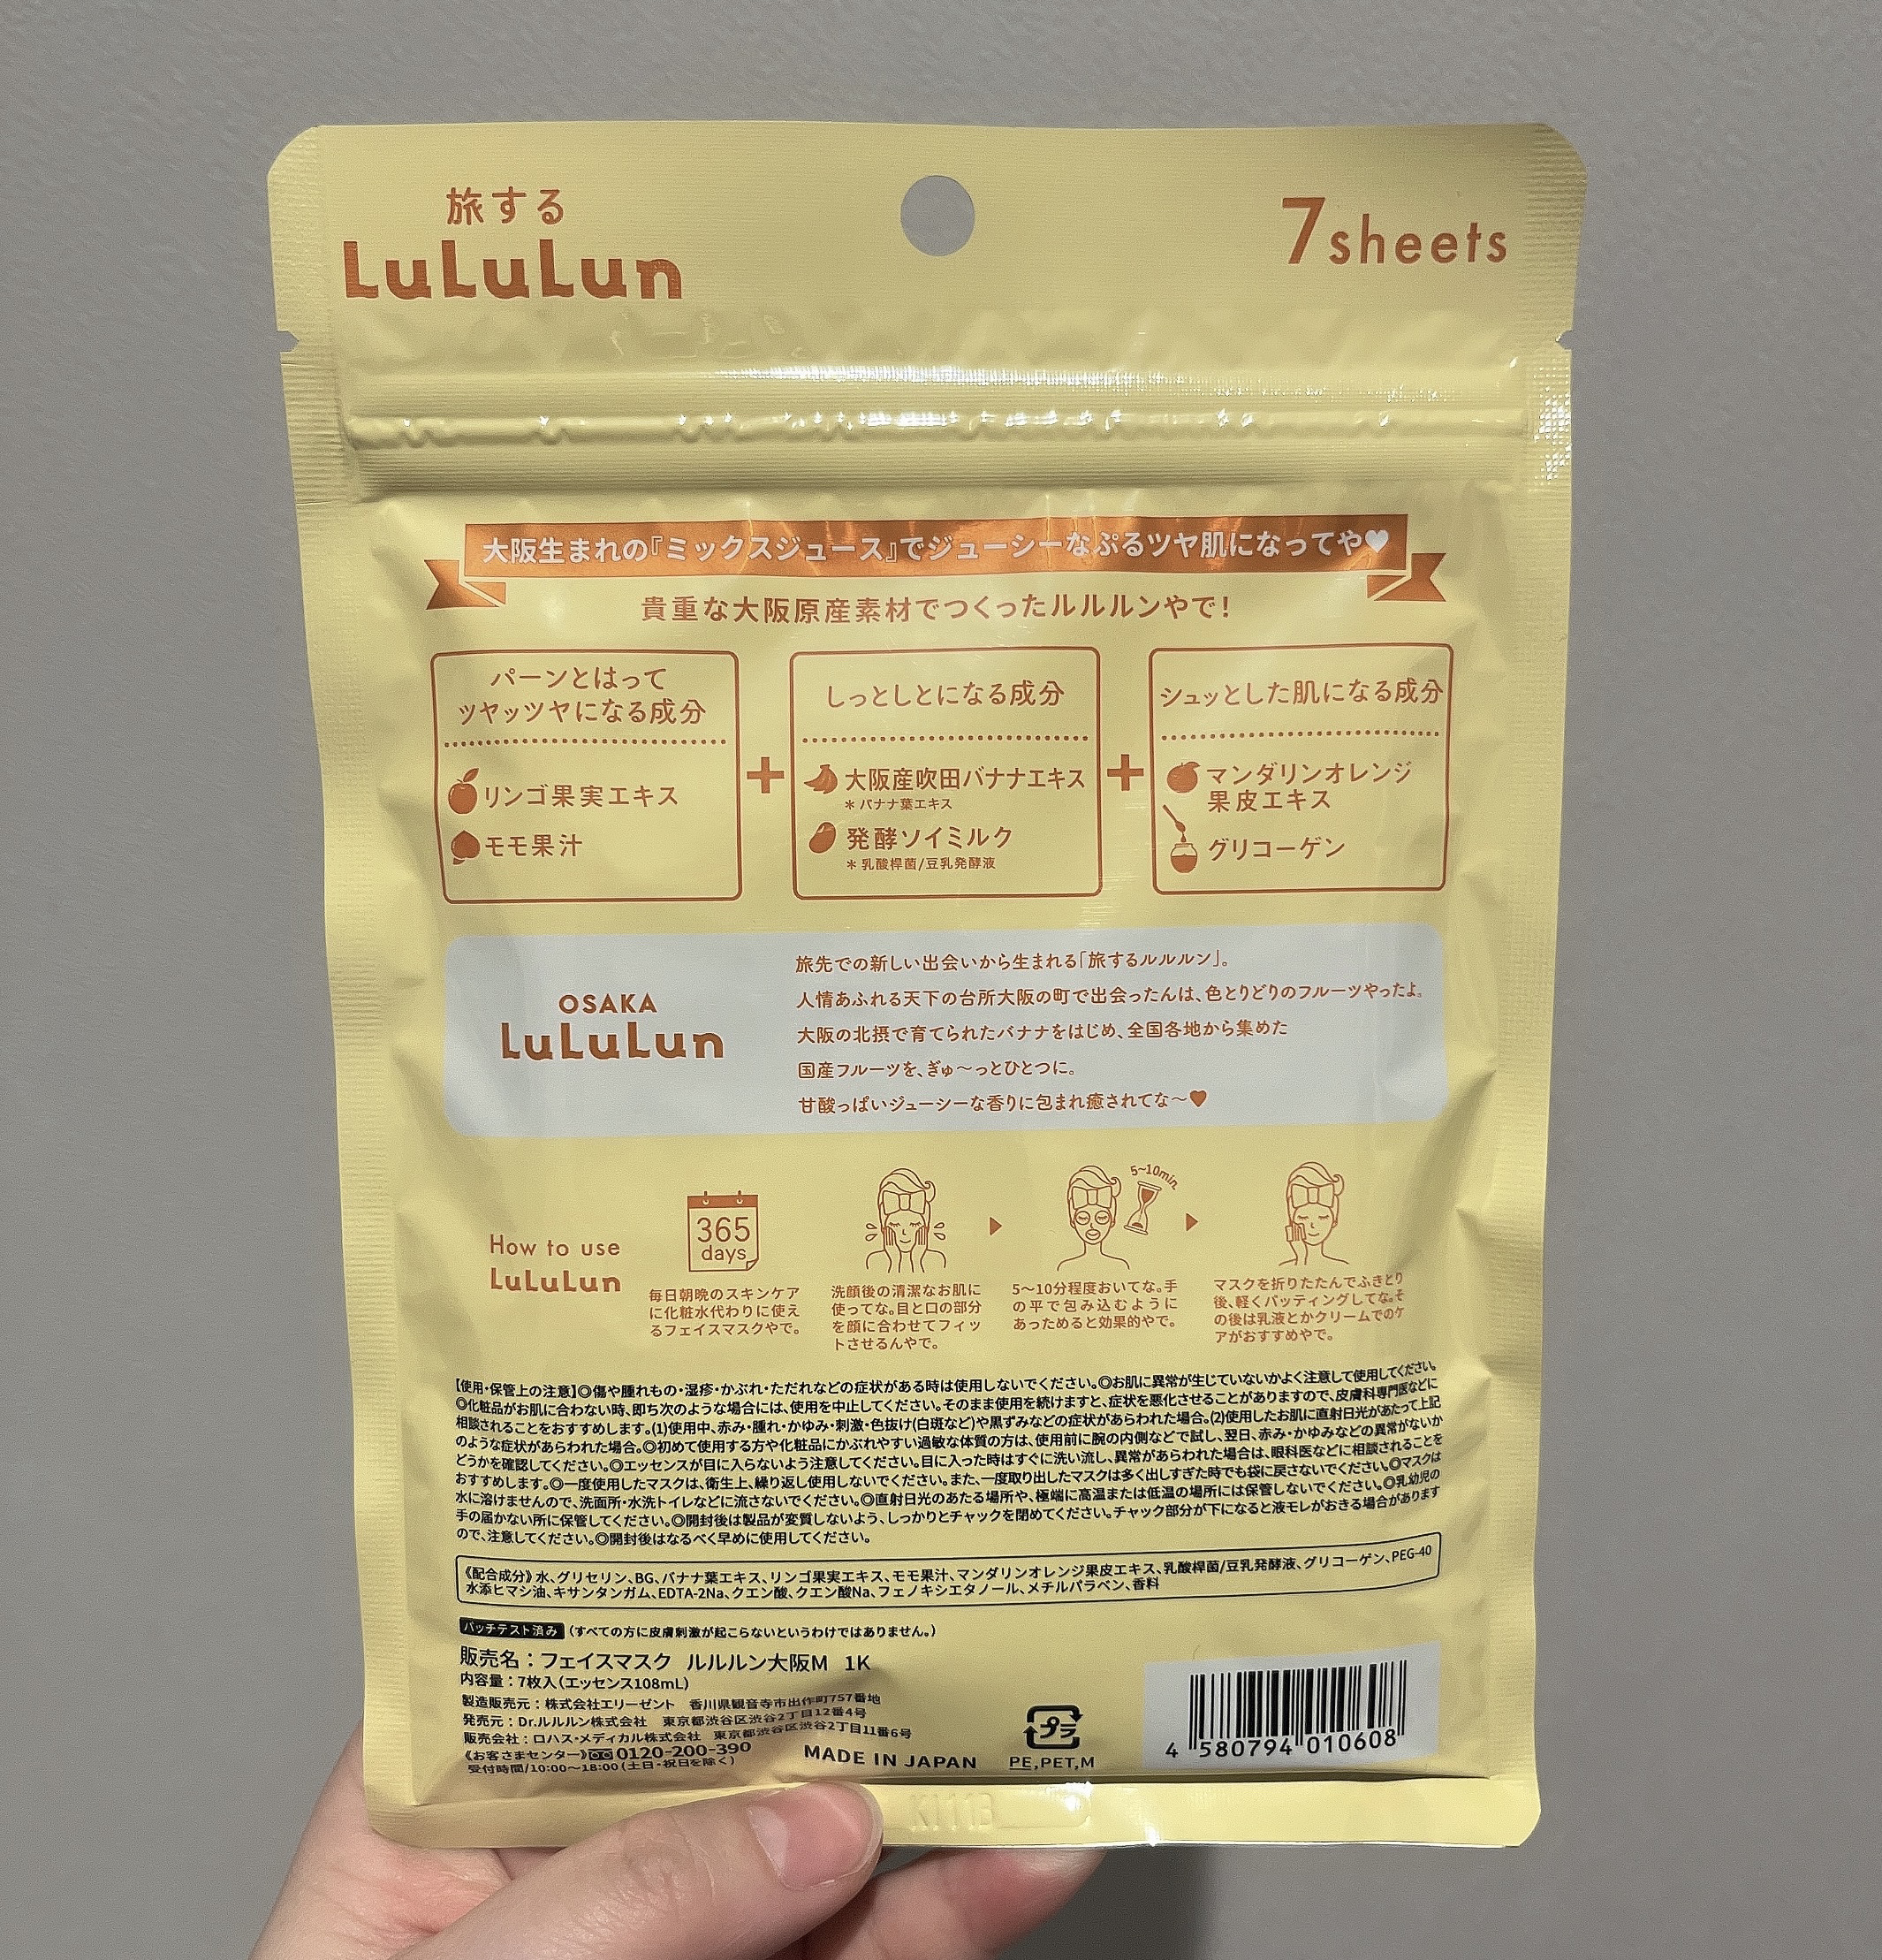 旅する
LuLuLun
7sheets
大阪生まれの『ミックスジュース』でジューシーなぷるツヤ肌になってや♥
貴重な大阪原産素材でつくったルルルンやで!
パーンとはって
ツヤッツヤになる成分
リンゴ果実エキス
モモ果汁
+
しっとしとになる成分
大阪産吹田バナナエキス
*バナナ葉エキス
発酵ソイミルク
*乳酸桿菌/豆乳発酵液
+
シュッとした肌になる成分
マンダリンオレンジ
果皮エキス
グリコーゲン
OSAKA
LuLuLun
旅先での新しい出会いから生まれる「旅するルルルン」。
人情あふれる天下の台所大阪の町で出会ったんは、色とりどりのフルーツやったよ。
大阪の北摂で育てられたバナナをはじめ、全国各地から集めた
国産フルーツを、ぎゅ〜っとひとつに。
甘酸っぱいジューシーな香りに包まれ癒されてな〜♥
How to use
LuLuLun
365
days
毎日朝晩のスキンケア
に化粧水代わりに使え
るフェイスマスクやで。
洗顔後の清潔なお肌に
使ってな。目と口の部分
を顔に合わせてフィッ
トさせるんやで。
5~10min.
5〜10分程度おいてな。手
の平で包み込むように
あっためると効果的やで。
マスクを折りたたんでふきとり
後、軽くパッティングしてな。そ
の後は乳液とかクリームでのケ
アがおすすめやで。
【使用・保管上の注意】◎傷や腫れもの・湿疹・かぶれ・ただれなどの症状がある時は使用しないでください。◎お肌に異常が生じていないかよく注意して使用してください。
◎化粧品がお肌に合わない時、即ち次のような場合には、使用を中止してください。そのまま使用を続けますと、症状を悪化させることがありますので、皮膚科専門医などに
相談されることをおすすめします。(1)使用中、赤み・腫れ・かゆみ・刺激・色抜け(白斑など)や黒ずみなどの症状があらわれた場合。(2)使用したお肌に直射日光があたって上記
のような症状があらわれた場合。◎初めて使用する方や化粧品にかぶれやすい過敏な体質の方は、使用前に腕の内側などで試し、翌日、赤み・かゆみなどの異常がないか
どうかを確認してください。◎エッセンスが目に入らないよう注意してください。目に入った時はすぐに洗い流し、異常があらわれた場合は、眼科医などに相談されることを
おすすめします。◎一度使用したマスクは、衛生上、繰り返し使用しないでください。また、一度取り出したマスクは多く出しすぎた時でも袋に戻さないでください。◎マスクは
水に溶けませんので、洗面所・水洗トイレなどに流さないでください。◎直射日光のあたる場所や、極端に高温または低温の場所には保管しないでください。◎乳幼児の
手の届かない所に保管してください。◎開封後は製品が変質しないよう、しっかりとチャックを閉めてください。チャック部分が下になると液モレがおきる場合があります
ので、注意してください。◎開封後はなるべく早めに使用してください。
《配合成分》水、グリセリン、BG、バナナ葉エキス、リンゴ果実エキス、モモ果汁、マンダリンオレンジ果皮エキス、乳酸桿菌/豆乳発酵液、グリコーゲン、PEG-40
水添ヒマシ油、キサンタンガム、EDTA-2Na、クエン酸、クエン酸Na、フェノキシエタノール、メチルパラベン、香料
パッチテスト済み (すべての方に皮膚刺激が起こらないというわけではありません。)
販売名:フェイスマスク ルルルン大阪M 1K
内容量:7枚入(エッセンス108mL)
製造販売元:株式会社エリーゼント 香川県観音寺市出作町757番地
発売元:Dr.ルルルン株式会社 東京都渋谷区渋谷2丁目12番4号
販売会社:ロハス・メディカル株式会社 東京都渋谷区渋谷2丁目11番6号
《お客さまセンター》0120-200-390
受付時間/10:00〜18:00(土日・祝日を除く)
MADE IN JAPAN
プラ
PE,PET,M
4 580794 010608